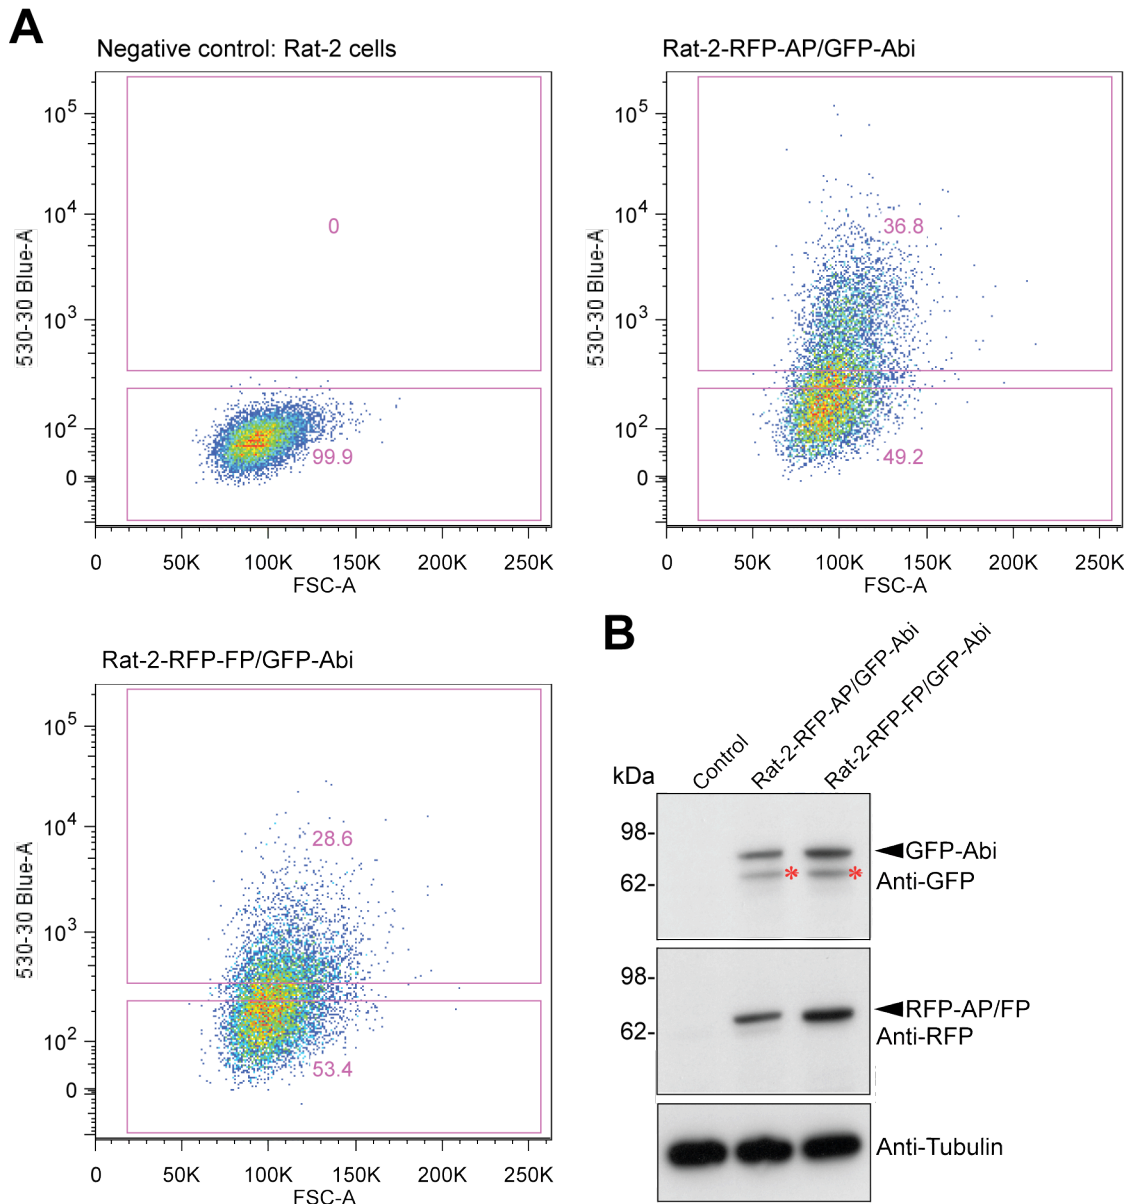 A
Negative control: Rat-2 cells
10^5
10^4
10^3
10^2
0
530-30 Blue-A
0
99.9
0 50K 100K 150K 200K 250K
FSC-A
Rat-2-RFP-AP/GFP-Abi
10^5
10^4
10^3
10^2
0
530-30 Blue-A
36.8
49.2
0 50K 100K 150K 200K 250K
FSC-A
Rat-2-RFP-FP/GFP-Abi
10^5
10^4
10^3
10^2
0
530-30 Blue-A
28.6
53.4
0 50K 100K 150K 200K 250K
FSC-A
B
kDa
Control
Rat-2-RFP-AP/GFP-Abi
Rat-2-RFP-FP/GFP-Abi
98-
GFP-Abi
* *
62-
Anti-GFP
98-
RFP-AP/FP
62-
Anti-RFP
Anti-Tubulin